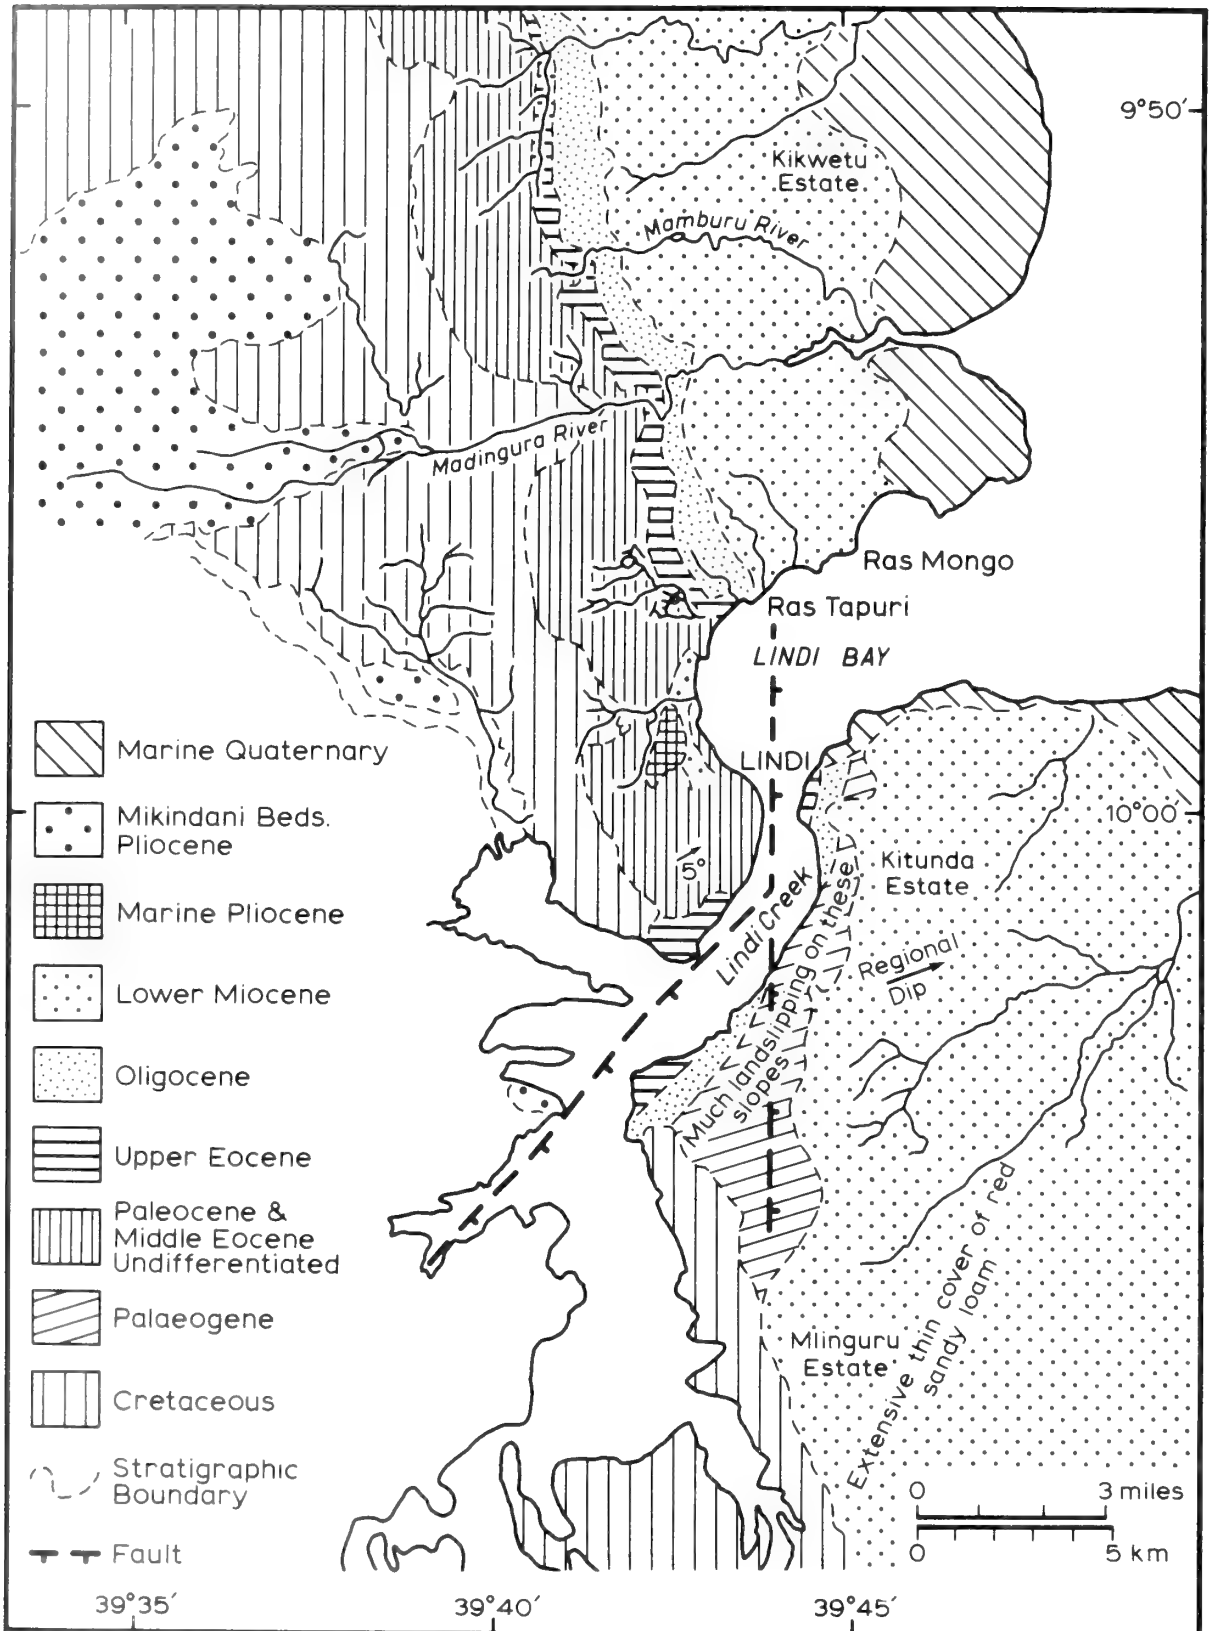 9°50′
Kikwetu
Estate
Mamburu River
Madingura River
Ras Mongo
Ras Tapuri
LINDI BAY
LINDI
10°00′
Kitunda
Estate
5°
Lindi Creek
Much landslipping on these
slopes
Regional
Dip
Mlinguru
Estate
Extensive thin cover of red
sandy loam
Marine Quaternary
Mikindani Beds.
Pliocene
Marine Pliocene
Lower Miocene
Oligocene
Upper Eocene
Paleocene &
Middle Eocene
Undifferentiated
Palaeogene
Cretaceous
Stratigraphic
Boundary
Fault
0 3 miles
0 5 km
39°35′ 39°40′ 39°45′